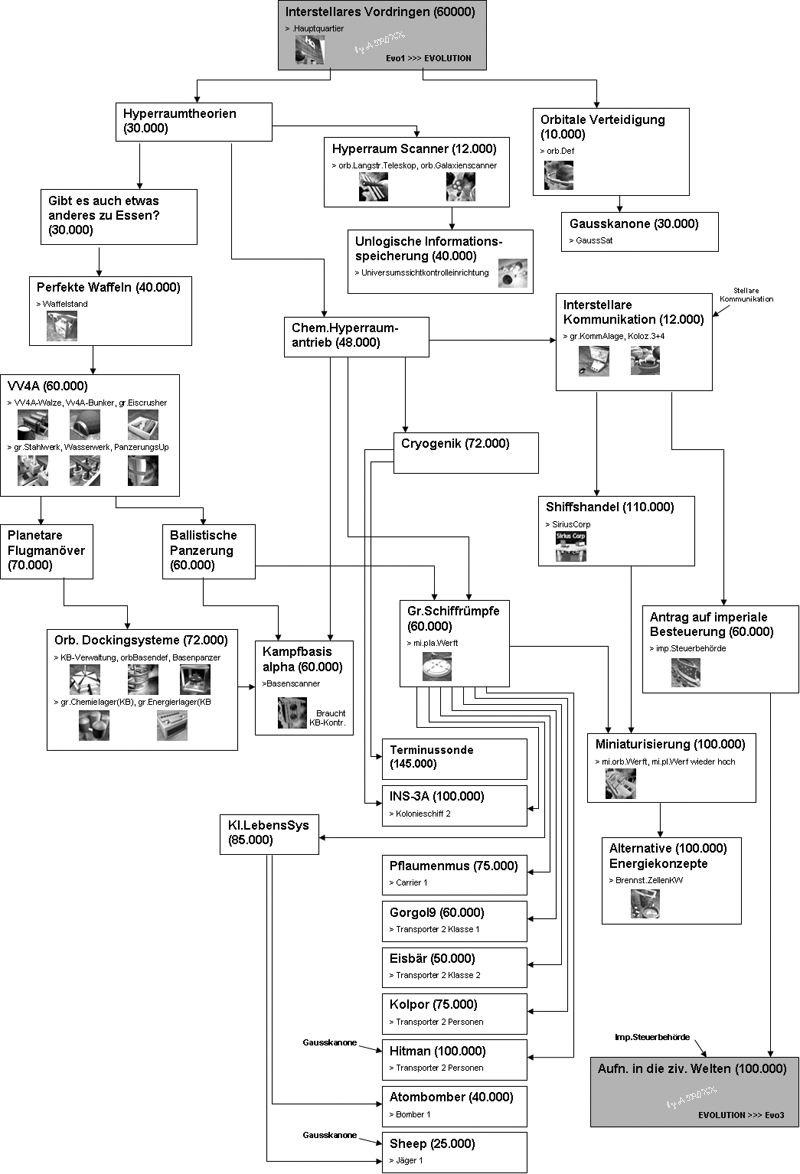 Interstellares Vordringen (60000)
> .Hauptquartier
by ASPOXX
Evo1 >>> EVOLUTION
Hyperraumtheorien
(30.000)
Hyperraum Scanner (12.000)
> orb.Langstr.Teleskop, orb.Galaxienscanner
Orbitale Verteidigung
(10.000)
> orb.Def
Gibt es auch etwas
anderes zu Essen?
(30.000)
Gausskanone (30.000)
> GaussSat
Unlogische Informations-
speicherung (40.000)
> Universumssichtkontrolleinrichtung
Perfekte Waffeln (40.000)
> Waffelstand
Stellare
Kommunikation
Chem.Hyperraum-
antrieb (48.000)
Interstellare
Kommunikation (12.000)
> gr.KommAlage, Koloz.3+4
VV4A (60.000)
> VV4A-Walze, Vv4A-Bunker, gr.Eiscrusher
> gr.Stahlwerk, Wasserwerk, PanzerungsUp
Cryogenik (72.000)
Shiffshandel (110.000)
> SiriusCorp
Sirius Corp
Planetare
Flugmanöver
(70.000)
Ballistische
Panzerung
(60.000)
Gr.Schiffrümpfe
(60.000)
> mi.pla.Werft
Antrag auf imperiale
Besteuerung (60.000)
> imp.Steuerbehörde
Orb. Dockingsysteme (72.000)
> KB-Verwaltung, orbBasendef, Basenpanzer
> gr.Chemielager(KB), gr.Energierlager(KB
Kampfbasis
alpha (60.000)
>Basenscanner
Braucht
KB-Kontr.
Terminussonde
(145.000)
Miniaturisierung (100.000)
> mi.orb.Werft, mi.pl.Werf wieder hoch
INS-3A (100.000)
> Kolonieschiff 2
Kl.LebensSys
(85.000)
Alternative (100.000)
Energiekonzepte
> Brennst.ZellenKW
Pflaumenmus (75.000)
> Carrier 1
Gorgol9 (60.000)
> Transporter 2 Klasse 1
Eisbär (50.000)
> Transporter 2 Klasse 2
Kolpor (75.000)
> Transporter 2 Personen
Gausskanone
Hitman (100.000)
> Transporter 2 Personen
Imp.Steuerbehörde
Aufn. in die ziv. Welten (100.000)
by ASPOXX
EVOLUTION >>> Evo3
Atombomber (40.000)
> Bomber 1
Gausskanone
Sheep (25.000)
> Jäger 1